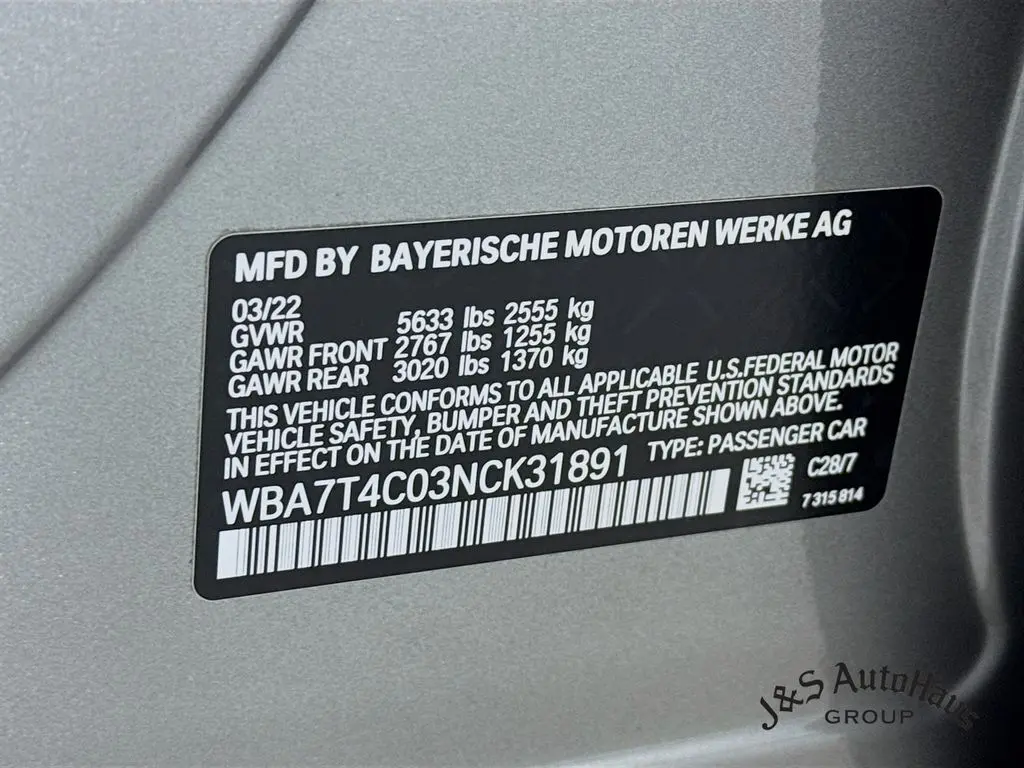 MFD BY BAYERISCHE MOTOREN WERKE AG
03/22
GVWR 5633 lbs 2555 kg
GAWR FRONT 2767 lbs 1255 kg
GAWR REAR 3020 lbs 1370 kg
THIS VEHICLE CONFORMS TO ALL APPLICABLE U.S.FEDERAL MOTOR
VEHICLE SAFETY, BUMPER AND THEFT PREVENTION STANDARDS
IN EFFECT ON THE DATE OF MANUFACTURE SHOWN ABOVE.
WBA7T4C03NCK31891 TYPE: PASSENGER CAR
C28/7
7 315 814
J&S AutoHaus
GROUP